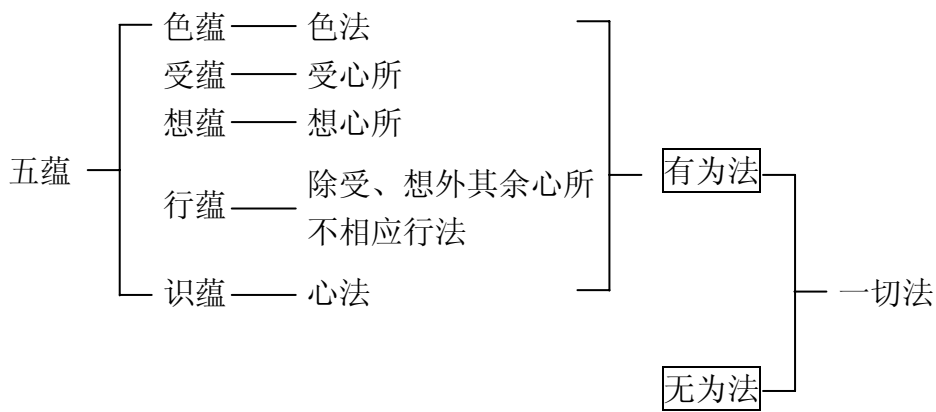 色蕴 色法
受蕴 受心所
想蕴 想心所
五蕴 有为法
行蕴 除受、想外其余心所
不相应行法
识蕴 心法 一切法
无为法